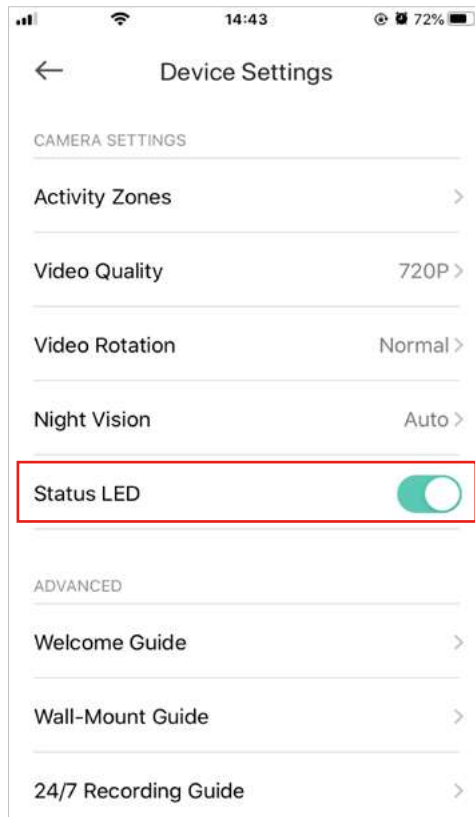 14:43 72%
Device Settings
CAMERA SETTINGS
Activity Zones
Video Quality 720P
Video Rotation Normal
Night Vision Auto
Status LED
ADVANCED
Welcome Guide
Wall-Mount Guide
24/7 Recording Guide